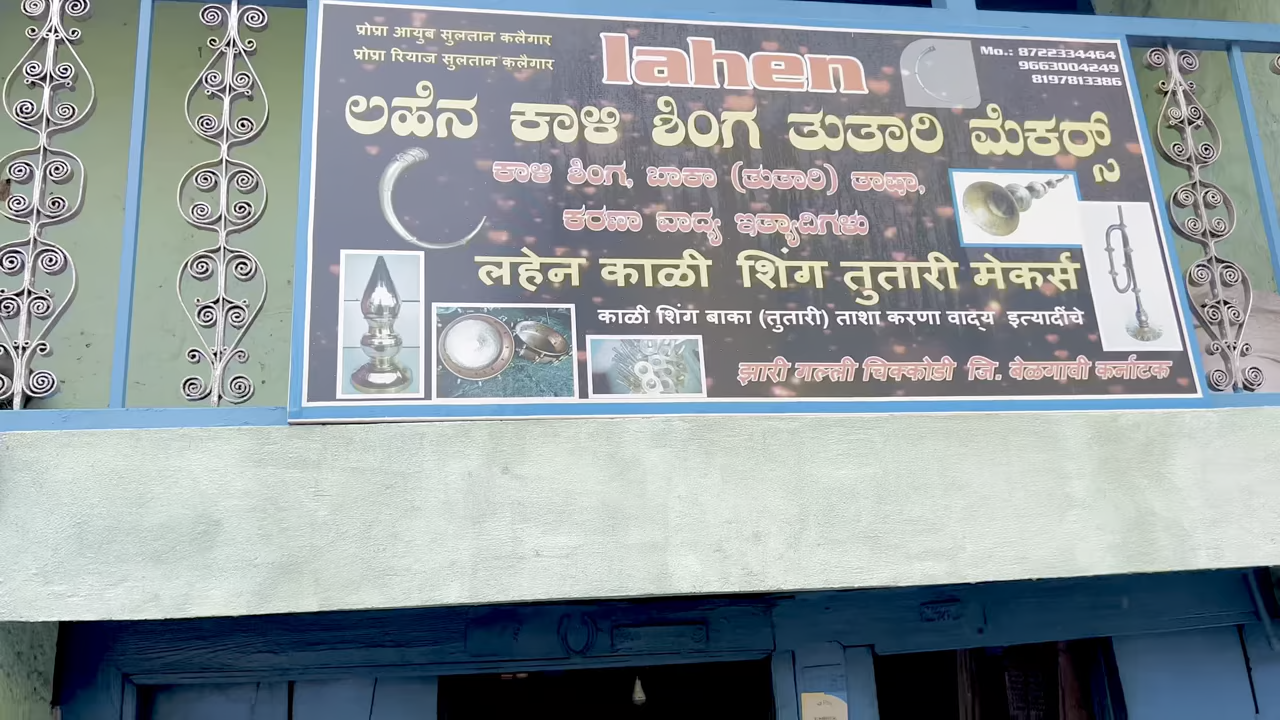 प्रोप्रा आयुब सुलतान कलैगार
प्रोप्रा रियाज सुलतान कलैगार
lahen
Mo.: 8722334464
9663004249
8197813386
ಲಹೆನ ಕಾಳಿ ಶಿಂಗ ತುತಾರಿ ಮೆಕರ್ಸ್
ಕಾಳಿ ಶಿಂಗ, ಬಾಕಾ (ತುತಾರಿ) ತಾಷಾ,
ಕರಣಾ ವಾದ್ಯ ಇತ್ಯಾದಿಗಳು
लहेन काळी शिंग तुतारी मेकर्स
काळी शिंग बाका (तुतारी) ताशा करणा वाद्य इत्यादींचे
झारी गल्ली चिक्कोडी जि. बेळगावी कर्नाटक